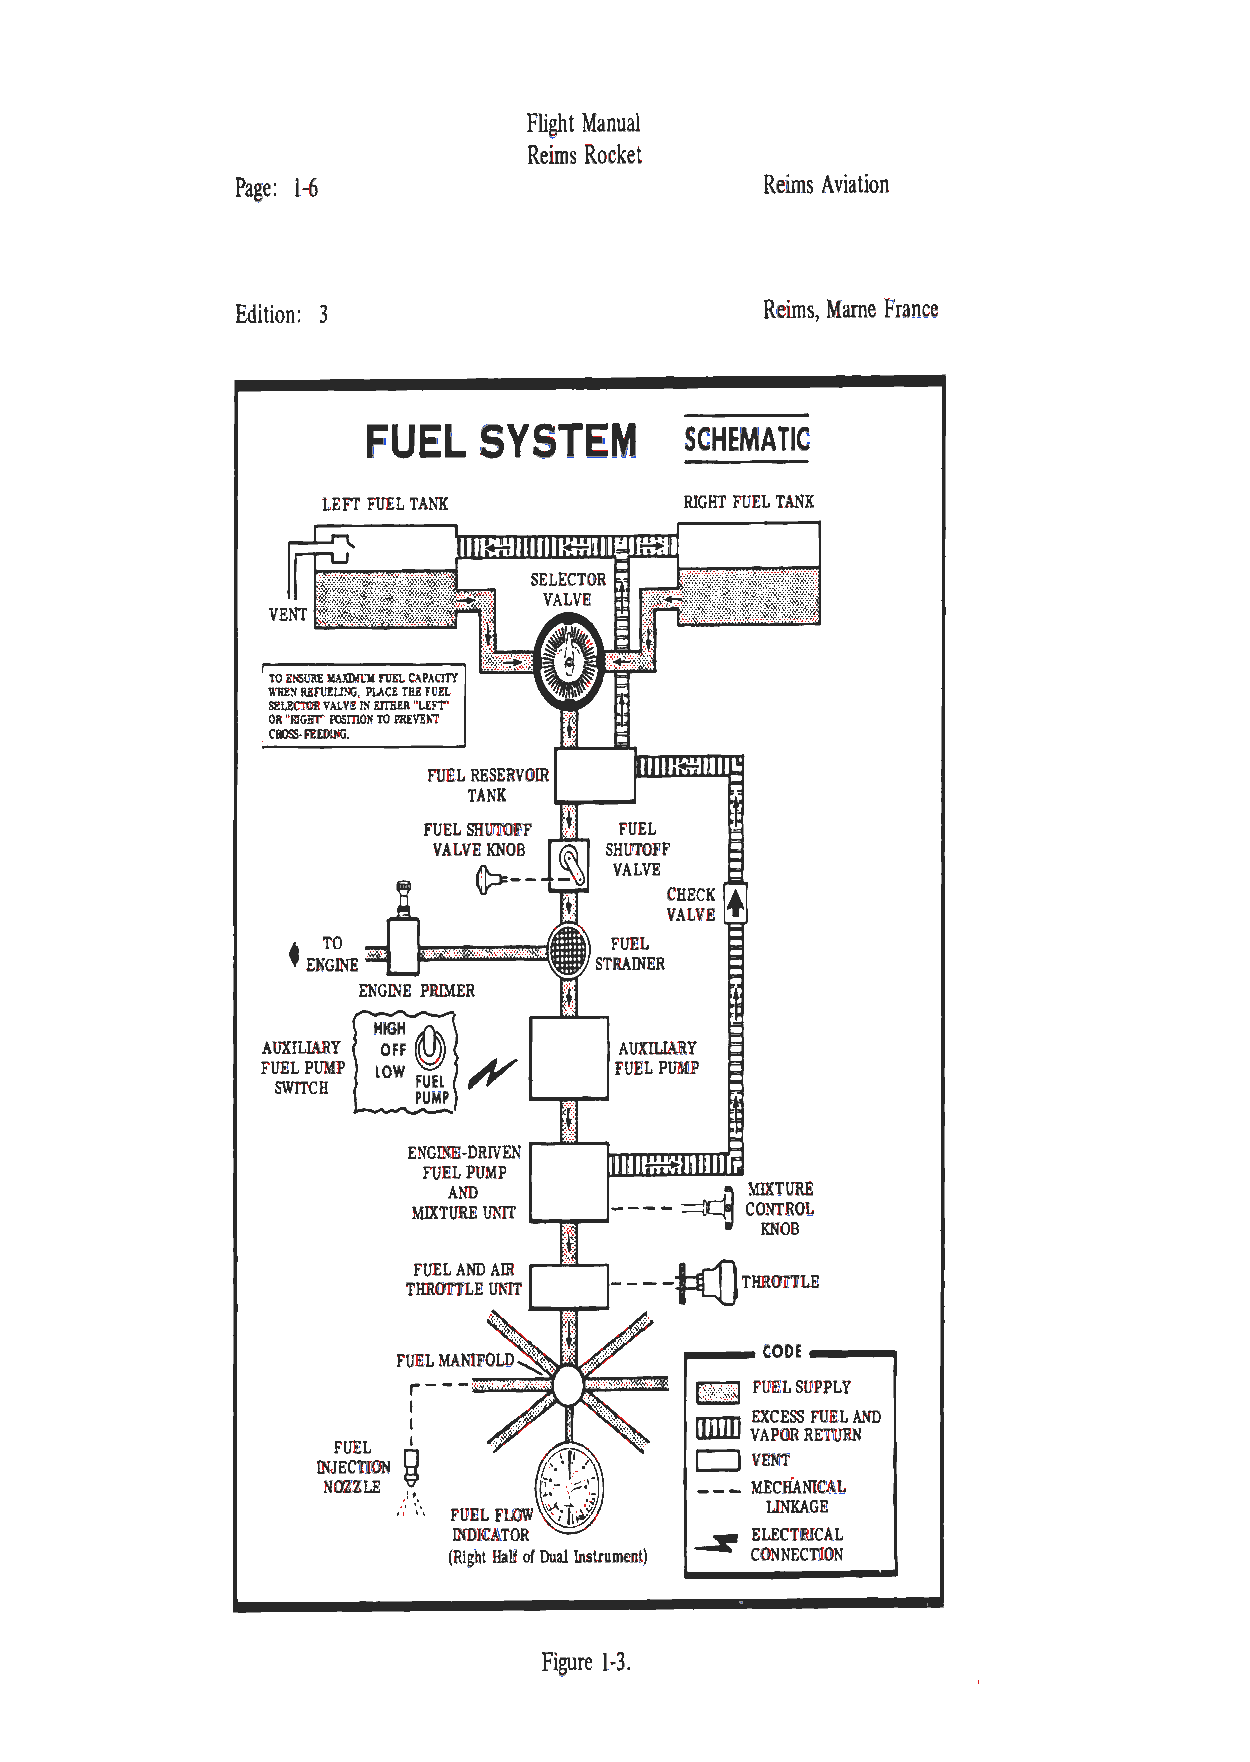 Flight Manual
Reims Rocket
Page: 1-6
Reims Aviation
Edition: 3
Reims, Marne France
FUEL SYSTEM SCHEMATIC
LEFT FUEL TANK
RIGHT FUEL TANK
SELECTOR
VALVE
VENT
TO ENSURE MAXIMUM FUEL CAPACITY
WHEN REFUELING, PLACE THE FUEL
SELECTOR VALVE IN EITHER "LEFT"
OR "RIGHT" POSITION TO PREVENT
CROSS-FEEDING.
FUEL RESERVOIR
TANK
FUEL SHUTOFF
VALVE KNOB
FUEL
SHUTOFF
VALVE
CHECK
VALVE
TO
ENGINE
FUEL
STRAINER
ENGINE PRIMER
HIGH
OFF
LOW
FUEL
PUMP
AUXILIARY
FUEL PUMP
SWITCH
AUXILIARY
FUEL PUMP
ENGINE-DRIVEN
FUEL PUMP
AND
MIXTURE UNIT
MIXTURE
CONTROL
KNOB
FUEL AND AIR
THROTTLE UNIT
THROTTLE
FUEL MANIFOLD
FUEL
INJECTION
NOZZLE
FUEL FLOW
INDICATOR
(Right Half of Dual Instrument)
CODE
FUEL SUPPLY
EXCESS FUEL AND
VAPOR RETURN
VENT
MECHANICAL
LINKAGE
ELECTRICAL
CONNECTION
Figure 1-3.